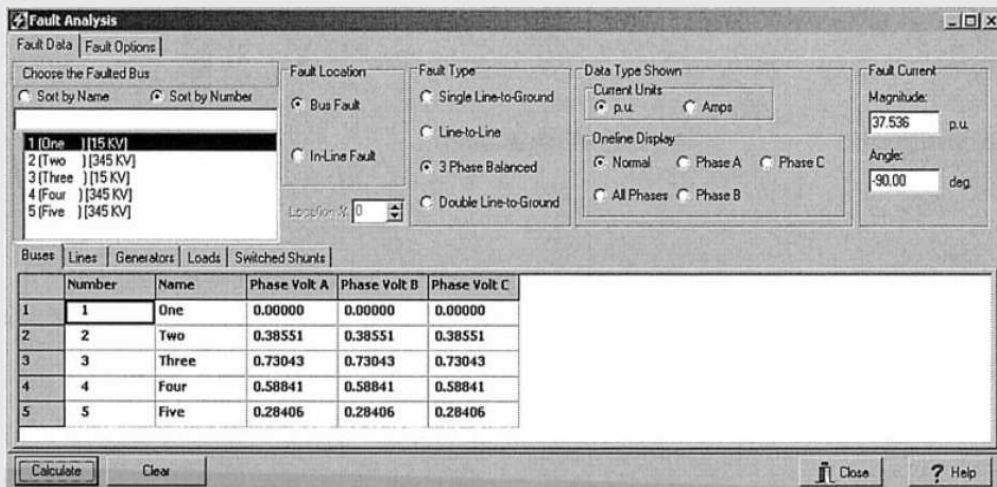 Fault Analysis
Fault Data Fault Options
Choose the Faulted Bus
Sort by Name Sort by Number
1 (One ) [15 KV]
2 (Two ) [345 KV]
3 (Three ) [15 KV]
4 (Four ) [345 KV]
5 (Five ) [345 KV]
Fault Location
Bus Fault
In-Line Fault
Location % 0
Fault Type
Single Line-to-Ground
Line-to-Line
3 Phase Balanced
Double Line-to-Ground
Data Type Shown
Current Units
p.u. Amps
Oneline Display
Normal Phase A Phase C
All Phases Phase B
Fault Current
Magnitude:
37.536 p.u.
Angle:
-90.00 deg.
Buses Lines Generators Loads Switched Shunts
Number Name Phase Volt A Phase Volt B Phase Volt C
1 1 One 0.00000 0.00000 0.00000
2 2 Two 0.38551 0.38551 0.38551
3 3 Three 0.73043 0.73043 0.73043
4 4 Four 0.58841 0.58841 0.58841
5 5 Five 0.28406 0.28406 0.28406
Calculate Clear Close ? Help